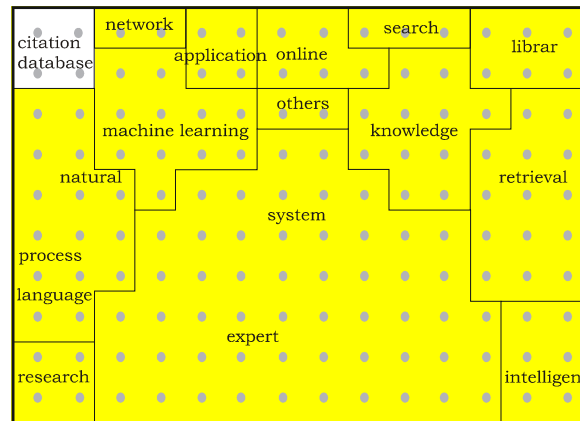 network
search
citation
database
application
online
librar
others
machine learning
knowledge
natural
retrieval
system
process
language
expert
research
intelligen